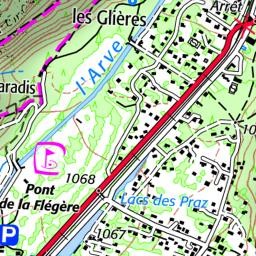 les Glières
Arrêt
l'Arve
aradis
1068
Pont
de la Flégère
Lacs des Praz
1067
P